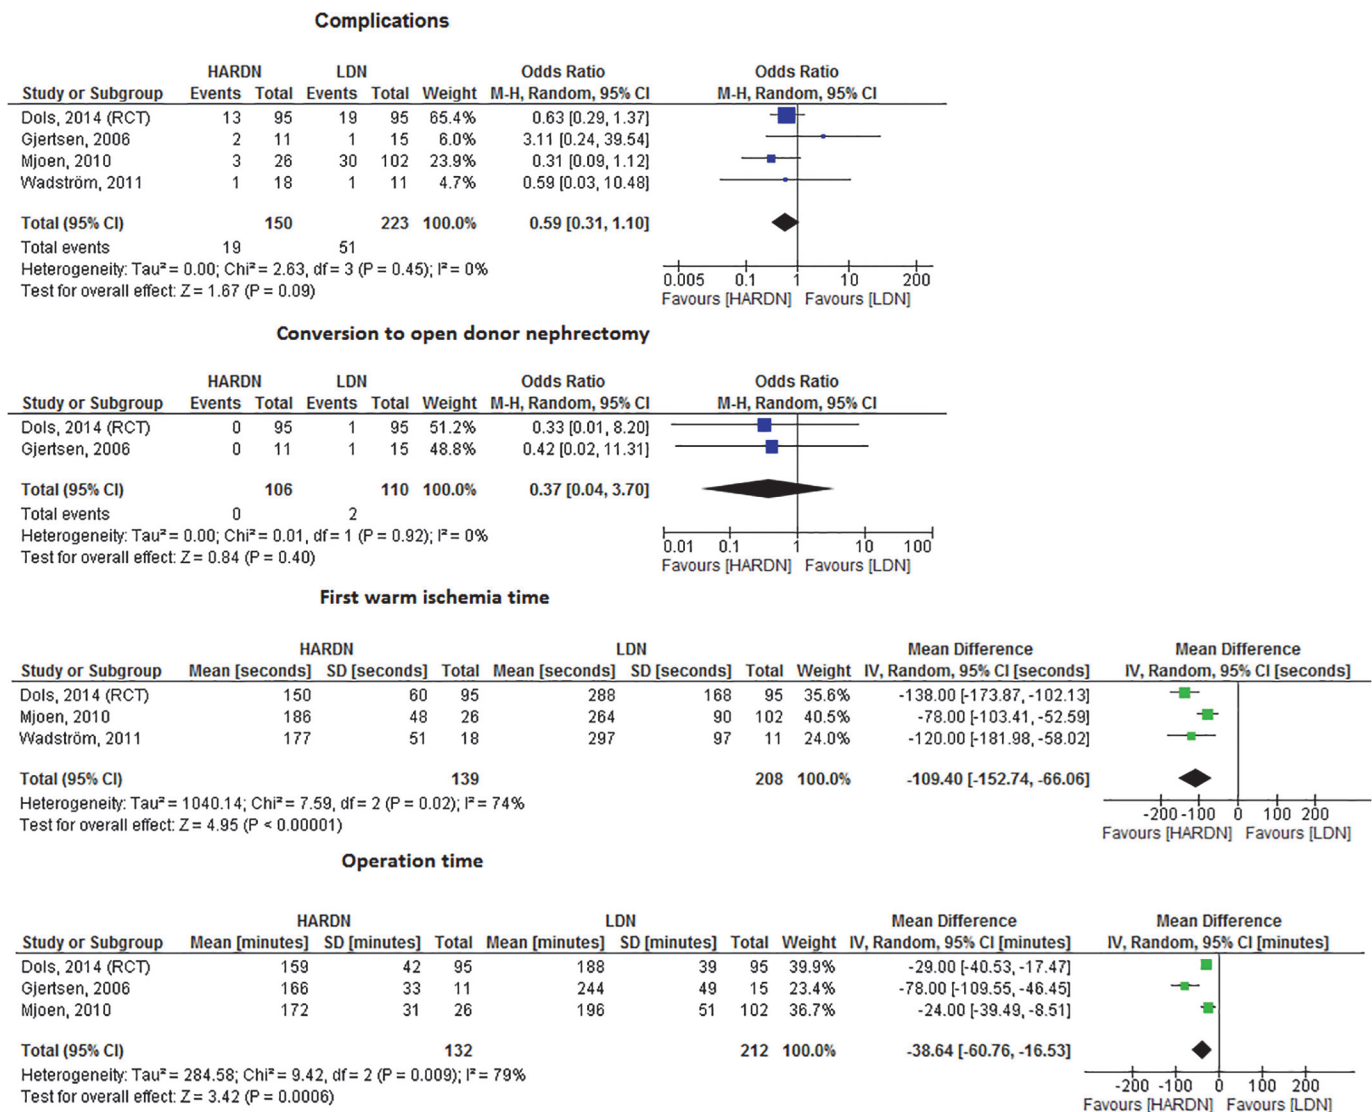 Complications
HARDN LDN Odds Ratio Odds Ratio
Study or Subgroup Events Total Events Total Weight M-H, Random, 95% CI M-H, Random, 95% CI
Dols, 2014 (RCT) 13 95 19 95 65.4% 0.63 [0.29, 1.37]
Gjertsen, 2006 2 11 1 15 6.0% 3.11 [0.24, 39.54]
Mjoen, 2010 3 26 30 102 23.9% 0.31 [0.09, 1.12]
Wadström, 2011 1 18 1 11 4.7% 0.59 [0.03, 10.48]
Total (95% CI) 150 223 100.0% 0.59 [0.31, 1.10]
Total events 19 51
Heterogeneity: Tau² = 0.00; Chi² = 2.63, df = 3 (P = 0.45); I² = 0%
Test for overall effect: Z = 1.67 (P = 0.09)
0.005 0.1 1 10 200
Favours [HARDN] Favours [LDN]
Conversion to open donor nephrectomy
HARDN LDN Odds Ratio Odds Ratio
Study or Subgroup Events Total Events Total Weight M-H, Random, 95% CI M-H, Random, 95% CI
Dols, 2014 (RCT) 0 95 1 95 51.2% 0.33 [0.01, 8.20]
Gjertsen, 2006 0 11 1 15 48.8% 0.42 [0.02, 11.31]
Total (95% CI) 106 110 100.0% 0.37 [0.04, 3.70]
Total events 0 2
Heterogeneity: Tau² = 0.00; Chi² = 0.01, df = 1 (P = 0.92); I² = 0%
Test for overall effect: Z = 0.84 (P = 0.40)
0.01 0.1 1 10 100
Favours [HARDN] Favours [LDN]
First warm ischemia time
HARDN LDN Mean Difference Mean Difference
Study or Subgroup Mean [seconds] SD [seconds] Total Mean [seconds] SD [seconds] Total Weight IV, Random, 95% CI [seconds] IV, Random, 95% CI [seconds]
Dols, 2014 (RCT) 150 60 95 288 168 95 35.6% -138.00 [-173.87, -102.13]
Mjoen, 2010 186 48 26 264 90 102 40.5% -78.00 [-103.41, -52.59]
Wadström, 2011 177 51 18 297 97 11 24.0% -120.00 [-181.98, -58.02]
Total (95% CI) 139 208 100.0% -109.40 [-152.74, -66.06]
Heterogeneity: Tau² = 1040.14; Chi² = 7.59, df = 2 (P = 0.02); I² = 74%
Test for overall effect: Z = 4.95 (P < 0.00001)
-200 -100 0 100 200
Favours [HARDN] Favours [LDN]
Operation time
HARDN LDN Mean Difference Mean Difference
Study or Subgroup Mean [minutes] SD [minutes] Total Mean [minutes] SD [minutes] Total Weight IV, Random, 95% CI [minutes] IV, Random, 95% CI [minutes]
Dols, 2014 (RCT) 159 42 95 188 39 95 39.9% -29.00 [-40.53, -17.47]
Gjertsen, 2006 166 33 11 244 49 15 23.4% -78.00 [-109.55, -46.45]
Mjoen, 2010 172 31 26 196 51 102 36.7% -24.00 [-39.49, -8.51]
Total (95% CI) 132 212 100.0% -38.64 [-60.76, -16.53]
Heterogeneity: Tau² = 284.58; Chi² = 9.42, df = 2 (P = 0.009); I² = 79%
Test for overall effect: Z = 3.42 (P = 0.0006)
-200 -100 0 100 200
Favours [HARDN] Favours [LDN]